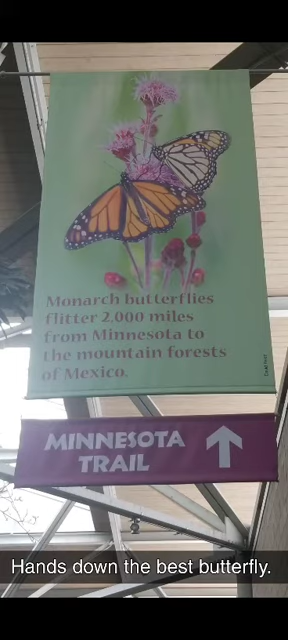 Monarch butterflies
flitter 2,000 miles
from Minnesota to
the mountain forests
of Mexico.
MINNESOTA
TRAIL
Hands down the best butterfly.